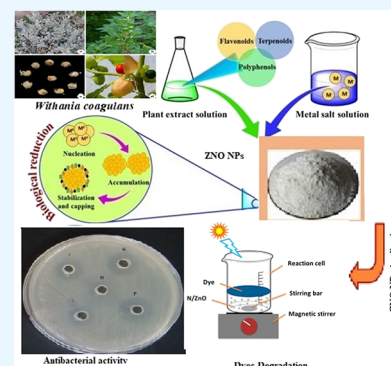 Flavonoids
Terpenoids
Polyphenols
Withania coagulans
Plant extract solution
Metal salt solution
Biological reduction
Nucleation
Accumulation
Stabilization
and capping
ZNO NPs
Reaction cell
Dye
N/ZnO
Stirring bar
Magnetic stirrer
Antibacterial activity